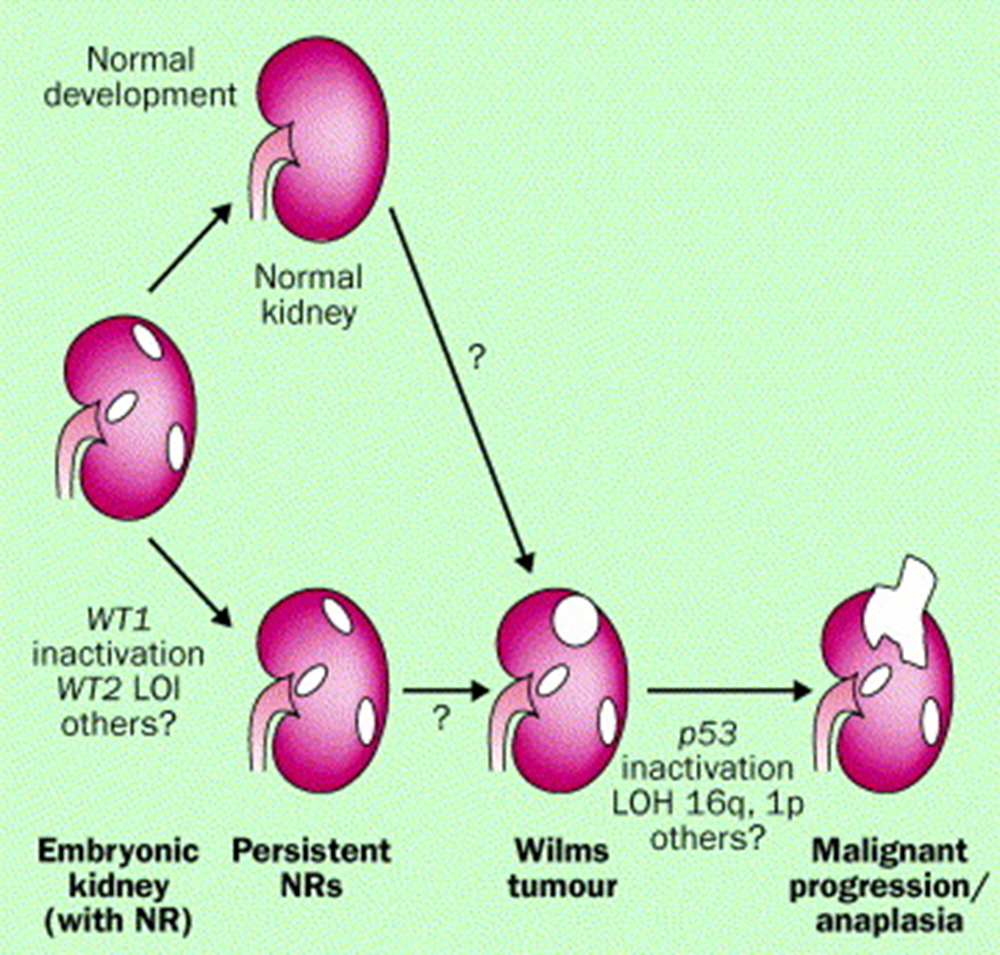 Normal
development
Normal
kidney
?
WT1
inactivation
WT2 LOI
others?
?
p53
inactivation
LOH 16q, 1p
others?
Embryonic
kidney
(with NR)
Persistent
NRs
Wilms
tumour
Malignant
progression/
anaplasia